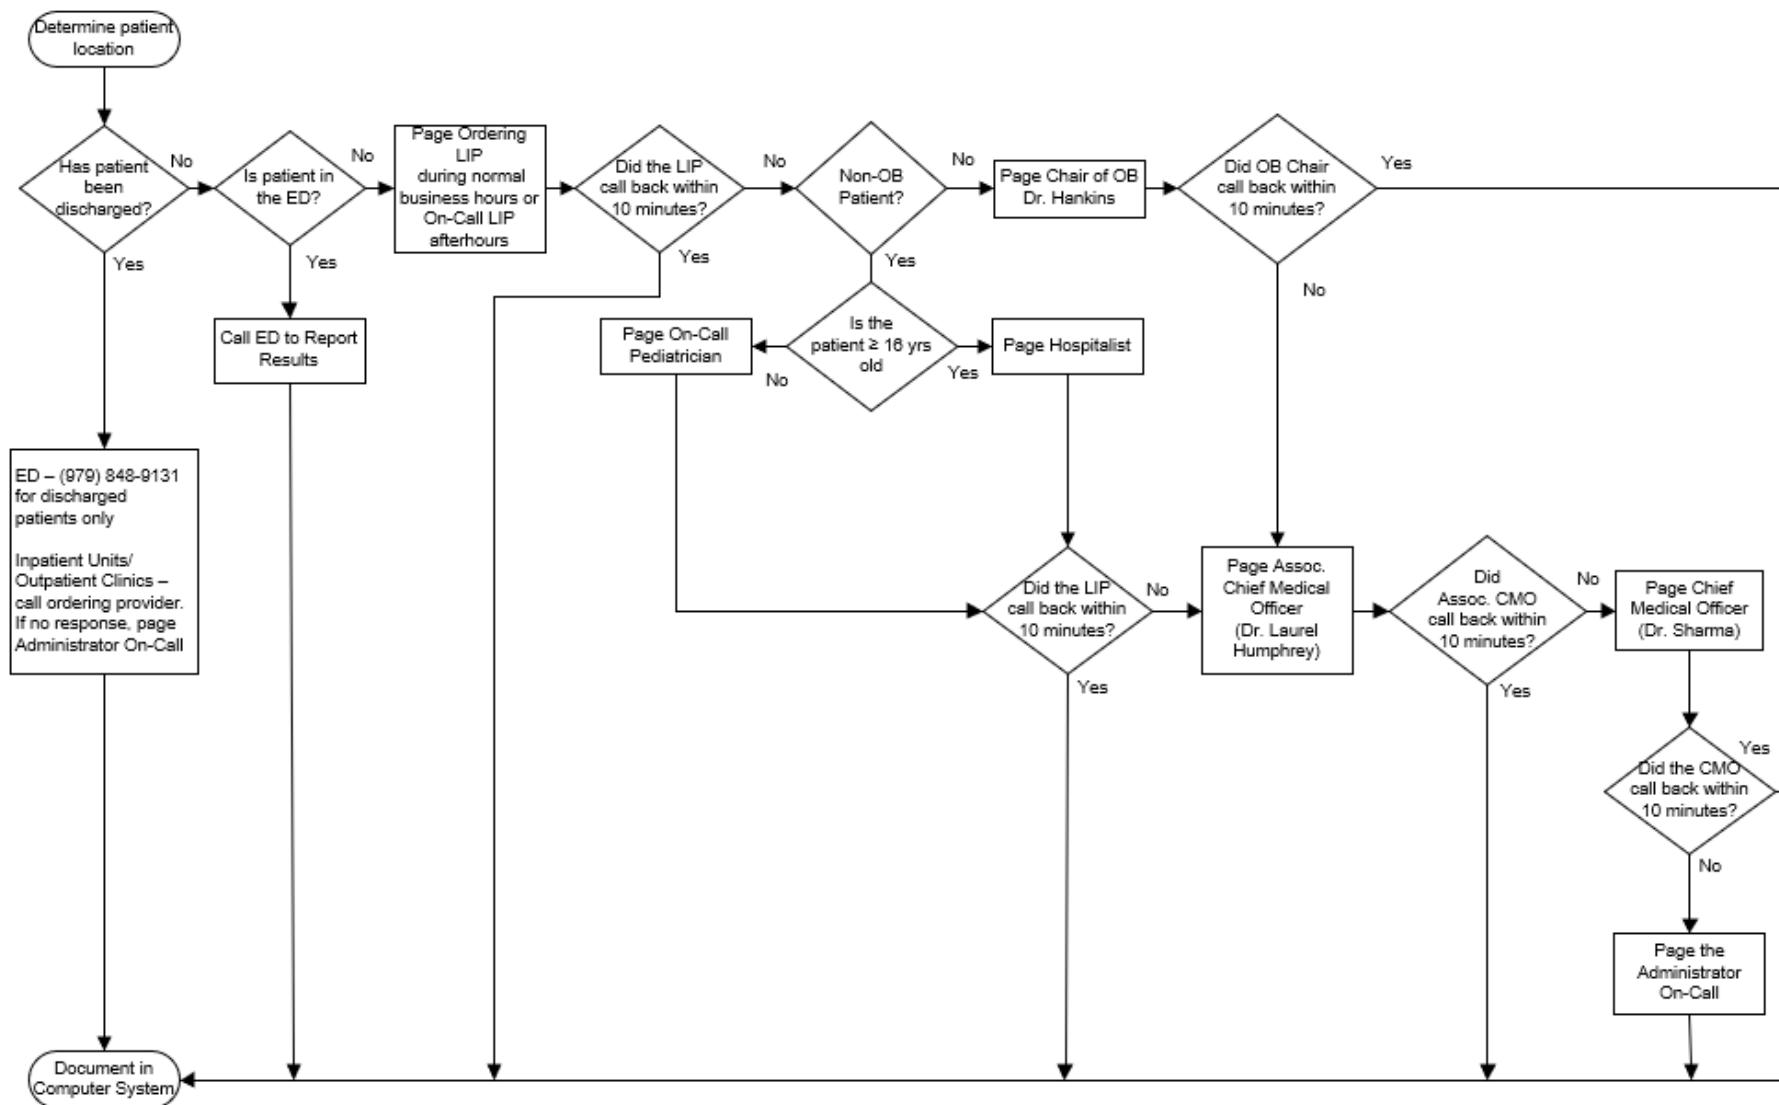 Determine patient
location
Has patient
been
discharged?
No
Yes
Is patient in
the ED?
No
Yes
Page Ordering
LIP
during normal
business hours or
On-Call LIP
afterhours
Did the LIP
call back within
10 minutes?
No
Yes
Non-OB
Patient?
No
Yes
Page Chair of OB
Dr. Hankins
Did OB Chair
call back within
10 minutes?
Yes
No
Call ED to Report
Results
Page On-Call
Pediatrician
Is the
patient ≥ 16 yrs
old
No
Yes
Page Hospitalist
ED – (979) 848-9131
for discharged
patients only
Inpatient Units/
Outpatient Clinics –
call ordering provider.
If no response, page
Administrator On-Call
Did the LIP
call back within
10 minutes?
No
Yes
Page Assoc.
Chief Medical
Officer
(Dr. Laurel
Humphrey)
Did
Assoc. CMO
call back within
10 minutes?
No
Yes
Page Chief
Medical Officer
(Dr. Sharma)
Did the CMO
call back within
10 minutes?
Yes
No
Page the
Administrator
On-Call
Document in
Computer System